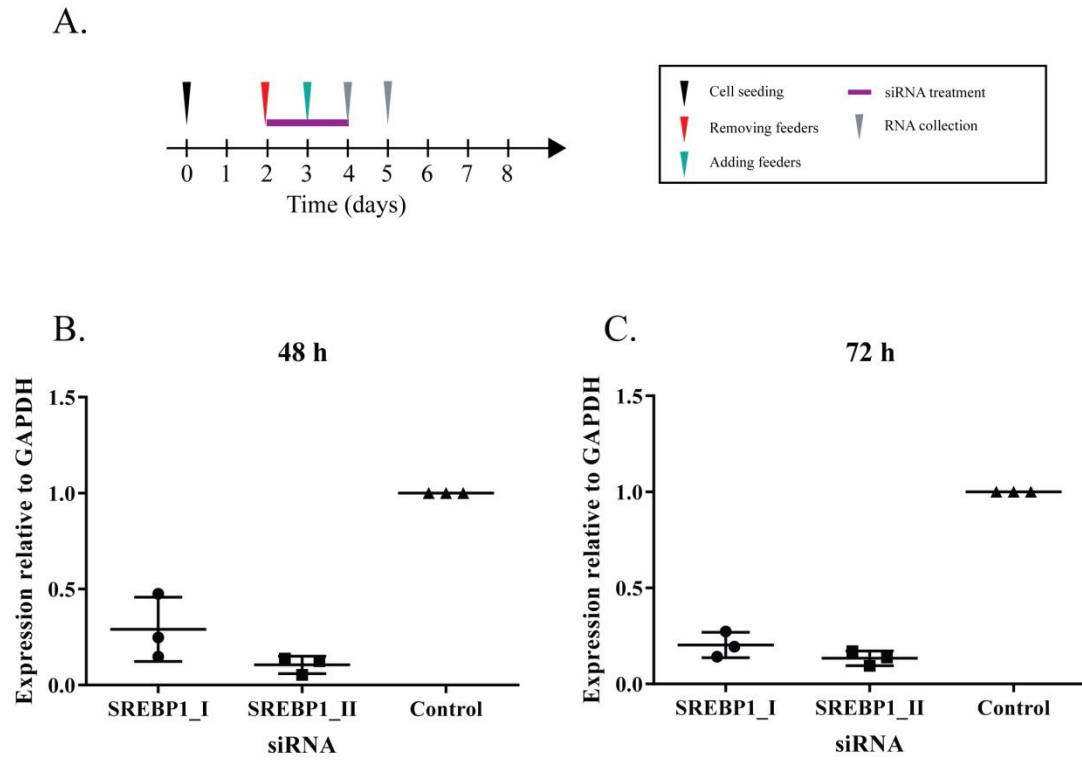 A.
0 1 2 3 4 5 6 7 8
Time (days)
Cell seeding
Removing feeders
Adding feeders
siRNA treatment
RNA collection
B.
48 h
Expression relative to GAPDH
1.5
1.0
0.5
0.0
SREBP1_I SREBP1_II Control
siRNA
C.
72 h
Expression relative to GAPDH
1.5
1.0
0.5
0.0
SREBP1_I SREBP1_II Control
siRNA